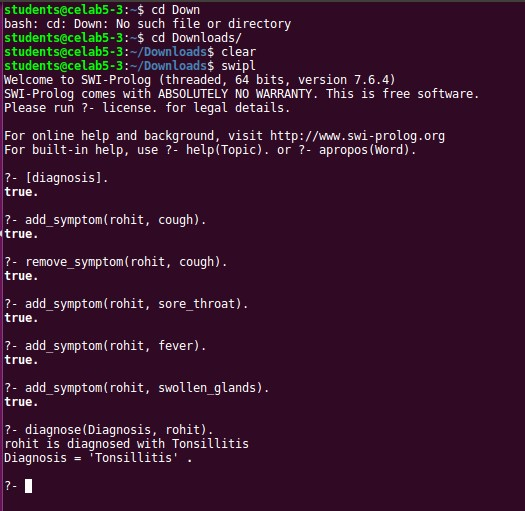 students@celab5-3:~$ cd Down
bash: cd: Down: No such file or directory
students@celab5-3:~$ cd Downloads/
students@celab5-3:~/Downloads$ clear
students@celab5-3:~/Downloads$ swipl
Welcome to SWI-Prolog (threaded, 64 bits, version 7.6.4)
SWI-Prolog comes with ABSOLUTELY NO WARRANTY. This is free software.
Please run ?- license. for legal details.

For online help and background, visit http://www.swi-prolog.org
For built-in help, use ?- help(Topic). or ?- apropos(Word).

?- [diagnosis].
true.

?- add_symptom(rohit, cough).
true.

?- remove_symptom(rohit, cough).
true.

?- add_symptom(rohit, sore_throat).
true.

?- add_symptom(rohit, fever).
true.

?- add_symptom(rohit, swollen_glands).
true.

?- diagnose(Diagnosis, rohit).
rohit is diagnosed with Tonsillitis
Diagnosis = 'Tonsillitis' .

?-